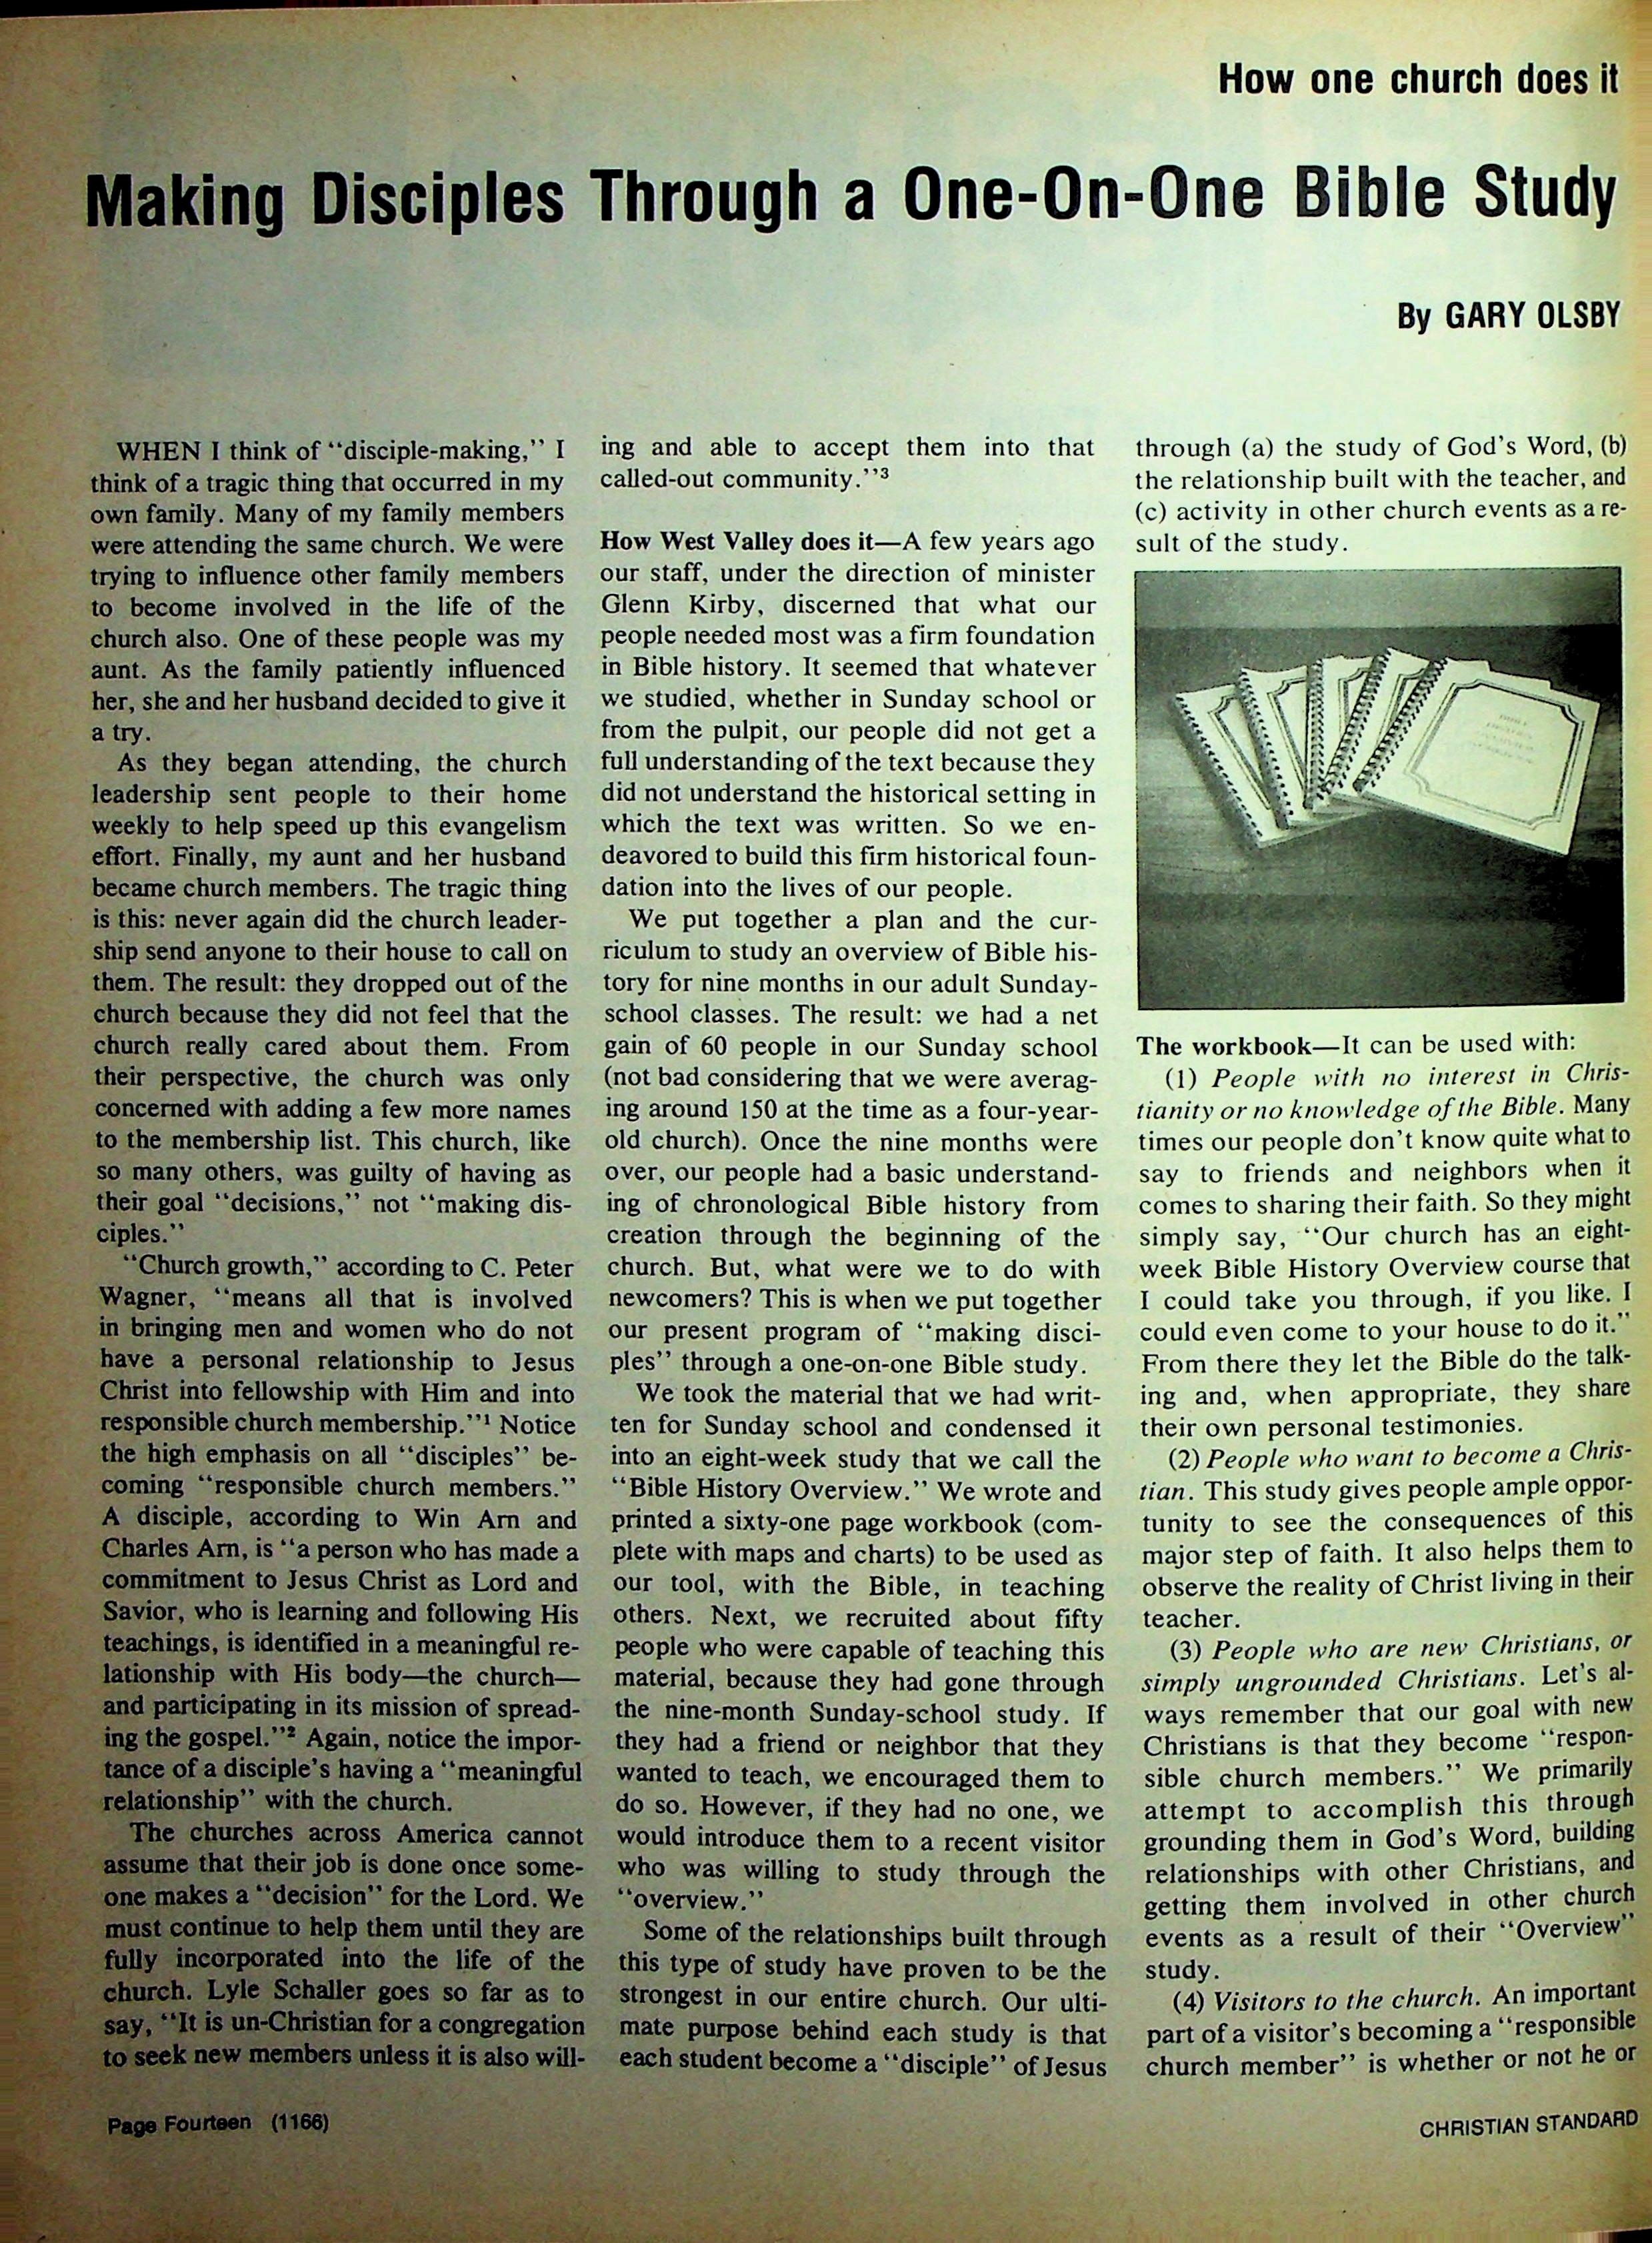 How one church does it
Making Disciples Through a One-On-One Bible Study
By GARY OLSBY
WHEN I think of “disciple-making,” I
think of a tragic thing that occurred in my
own family. Many of my family members
were attending the same church. We were
trying to influence other family members
to become involved in the life of the
church also. One of these people was my
aunt. As the family patiently influenced
her, she and her husband decided to give it
a try.
As they began attending, the church
leadership sent people to their home
weekly to help speed up this evangelism
effort. Finally, my aunt and her husband
became church members. The tragic thing
is this: never again did the church leader-
ship send anyone to their house to call on
them. The result: they dropped out of the
church because they did not feel that the
church really cared about them. From
their perspective, the church was only
concerned with adding a few more names
to the membership list. This church, like
so many others, was guilty of having as
their goal “decisions,” not “making dis-
ciples.”
“Church growth,” according to C. Peter
Wagner, “means all that is involved
in bringing men and women who do not
have a personal relationship to Jesus
Christ into fellowship with Him and into
responsible church membership.”¹ Notice
the high emphasis on all “disciples” be-
coming “responsible church members.”
A disciple, according to Win Arn and
Charles Arn, is “a person who has made a
commitment to Jesus Christ as Lord and
Savior, who is learning and following His
teachings, is identified in a meaningful re-
lationship with His body—the church—
and participating in its mission of spread-
ing the gospel.”² Again, notice the impor-
tance of a disciple's having a “meaningful
relationship” with the church.
The churches across America cannot
assume that their job is done once some-
one makes a “decision” for the Lord. We
must continue to help them until they are
fully incorporated into the life of the
church. Lyle Schaller goes so far as to
say, “It is un-Christian for a congregation
to seek new members unless it is also will-
ing and able to accept them into that
called-out community.”³
How West Valley does it—A few years ago
our staff, under the direction of minister
Glenn Kirby, discerned that what our
people needed most was a firm foundation
in Bible history. It seemed that whatever
we studied, whether in Sunday school or
from the pulpit, our people did not get a
full understanding of the text because they
did not understand the historical setting in
which the text was written. So we en-
deavored to build this firm historical foun-
dation into the lives of our people.
We put together a plan and the cur-
riculum to study an overview of Bible his-
tory for nine months in our adult Sunday-
school classes. The result: we had a net
gain of 60 people in our Sunday school
(not bad considering that we were averag-
ing around 150 at the time as a four-year-
old church). Once the nine months were
over, our people had a basic understand-
ing of chronological Bible history from
creation through the beginning of the
church. But, what were we to do with
newcomers? This is when we put together
our present program of “making disci-
ples” through a one-on-one Bible study.
We took the material that we had writ-
ten for Sunday school and condensed it
into an eight-week study that we call the
“Bible History Overview.” We wrote and
printed a sixty-one page workbook (com-
plete with maps and charts) to be used as
our tool, with the Bible, in teaching
others. Next, we recruited about fifty
people who were capable of teaching this
material, because they had gone through
the nine-month Sunday-school study. If
they had a friend or neighbor that they
wanted to teach, we encouraged them to
do so. However, if they had no one, we
would introduce them to a recent visitor
who was willing to study through the
“overview.”
Some of the relationships built through
this type of study have proven to be the
strongest in our entire church. Our ulti-
mate purpose behind each study is that
each student become a “disciple” of Jesus
through (a) the study of God's Word, (b)
the relationship built with the teacher, and
(c) activity in other church events as a re-
sult of the study.
The workbook—It can be used with:
(1) People with no interest in Chris-
tianity or no knowledge of the Bible. Many
times our people don't know quite what to
say to friends and neighbors when it
comes to sharing their faith. So they might
simply say, “Our church has an eight-
week Bible History Overview course that
I could take you through, if you like. I
could even come to your house to do it.”
From there they let the Bible do the talk-
ing and, when appropriate, they share
their own personal testimonies.
(2) People who want to become a Chris-
tian. This study gives people ample oppor-
tunity to see the consequences of this
major step of faith. It also helps them to
observe the reality of Christ living in their
teacher.
(3) People who are new Christians, or
simply ungrounded Christians. Let's al-
ways remember that our goal with new
Christians is that they become “respon-
sible church members.” We primarily
attempt to accomplish this through
grounding them in God's Word, building
relationships with other Christians, and
getting them involved in other church
events as a result of their “Overview”
study.
(4) Visitors to the church. An important
part of a visitor's becoming a “responsible
church member” is whether or not he or
Page Fourteen (1166)
CHRISTIAN STANDARD